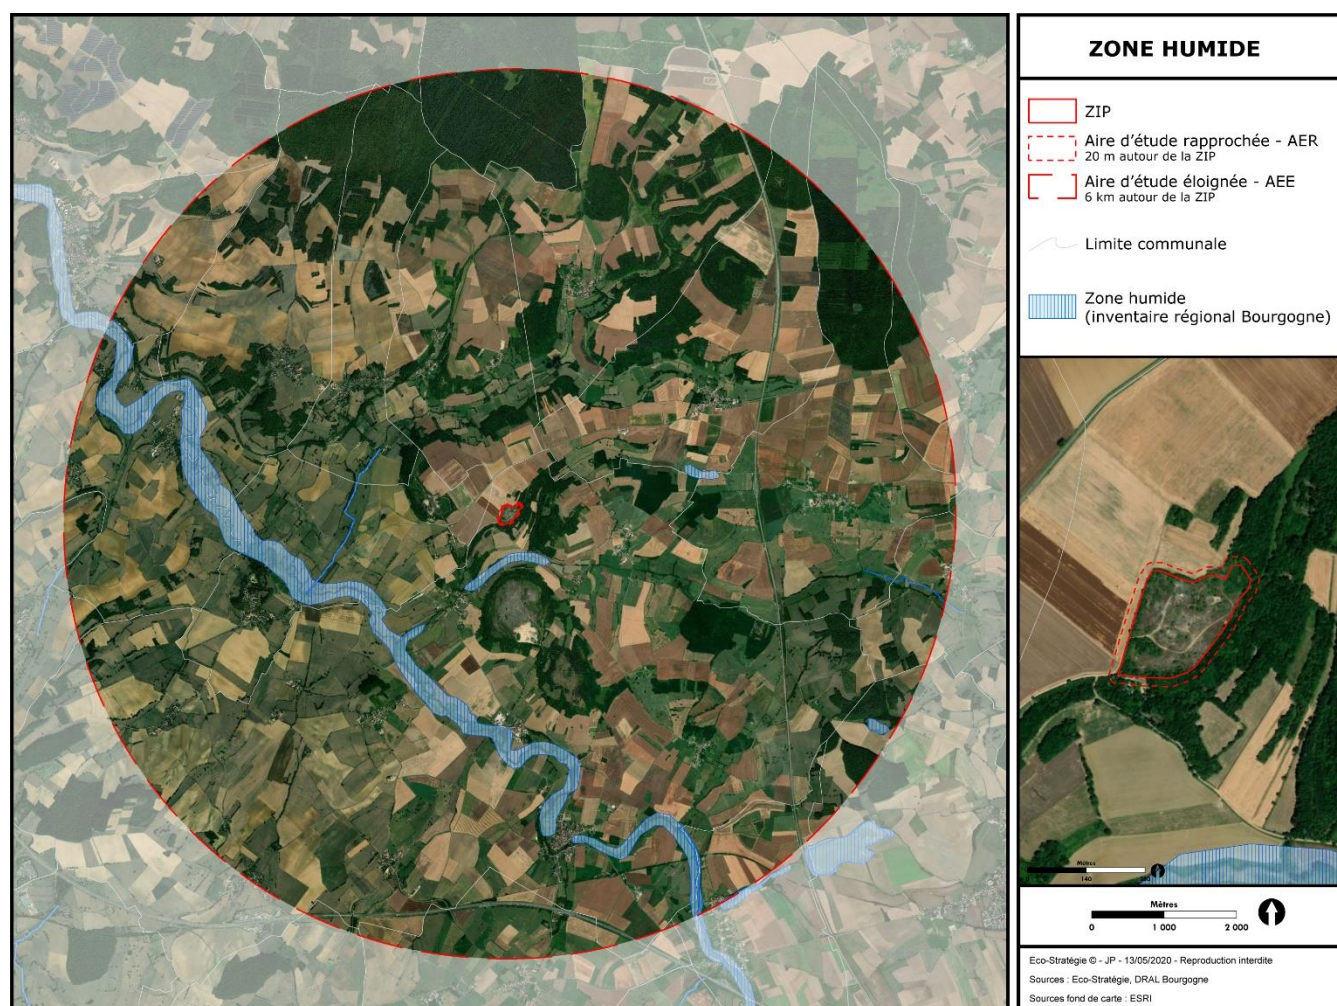 ZONE HUMIDE
ZIP
Aire d'étude rapprochée - AER
20 m autour de la ZIP
Aire d'étude éloignée - AEE
6 km autour de la ZIP
Limite communale
Zone humide
(inventaire régional Bourgogne)
Mètres
140
Mètres
0 1 000 2 000
Eco-Stratégie © - JP - 13/05/2020 - Reproduction interdite
Sources : Eco-Stratégie, DRAL Bourgogne
Sources fond de carte : ESRI